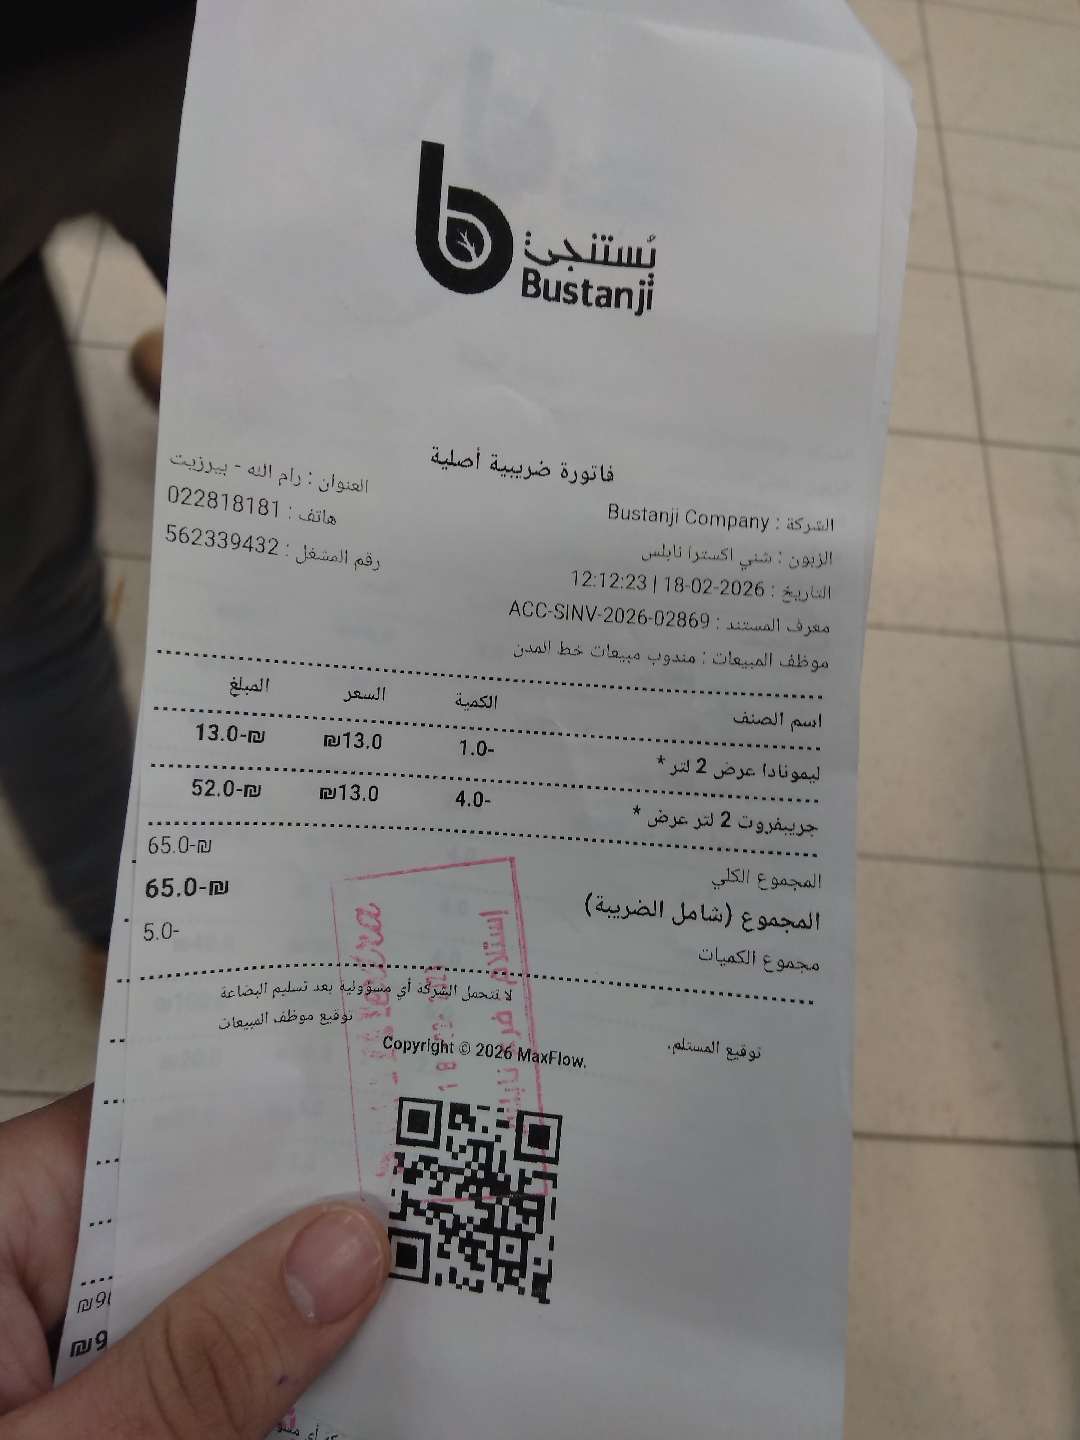 بُستنجي
Bustanji
فاتورة ضريبية أصلية
الشركة : Bustanji Company
العنوان : رام الله - بيرزيت
الزبون : شني اكسترا نابلس
هاتف : 022818181
التاريخ : 18-02-2026 | 12:12:23
رقم المشغل : 562339432
معرف المستند : ACC-SINV-2026-02869
موظف المبيعات : مندوب مبيعات خط المدن
اسم الصنف الكمية السعر المبلغ
ليمونادا عرض 2 لتر * 1.0- ₪13.0 13.0-₪
جريبفروت 2 لتر عرض * 4.0- ₪13.0 52.0-₪
المجموع الكلي 65.0-₪
المجموع (شامل الضريبة) 65.0-₪
مجموع الكميات 5.0-
لا نتحمل الشركة أي مسؤولية بعد تسليم البضاعة
توقيع المستلم. توقيع موظف المبيعات
Copyright © 2026 MaxFlow.
إستلام فرع نابلس